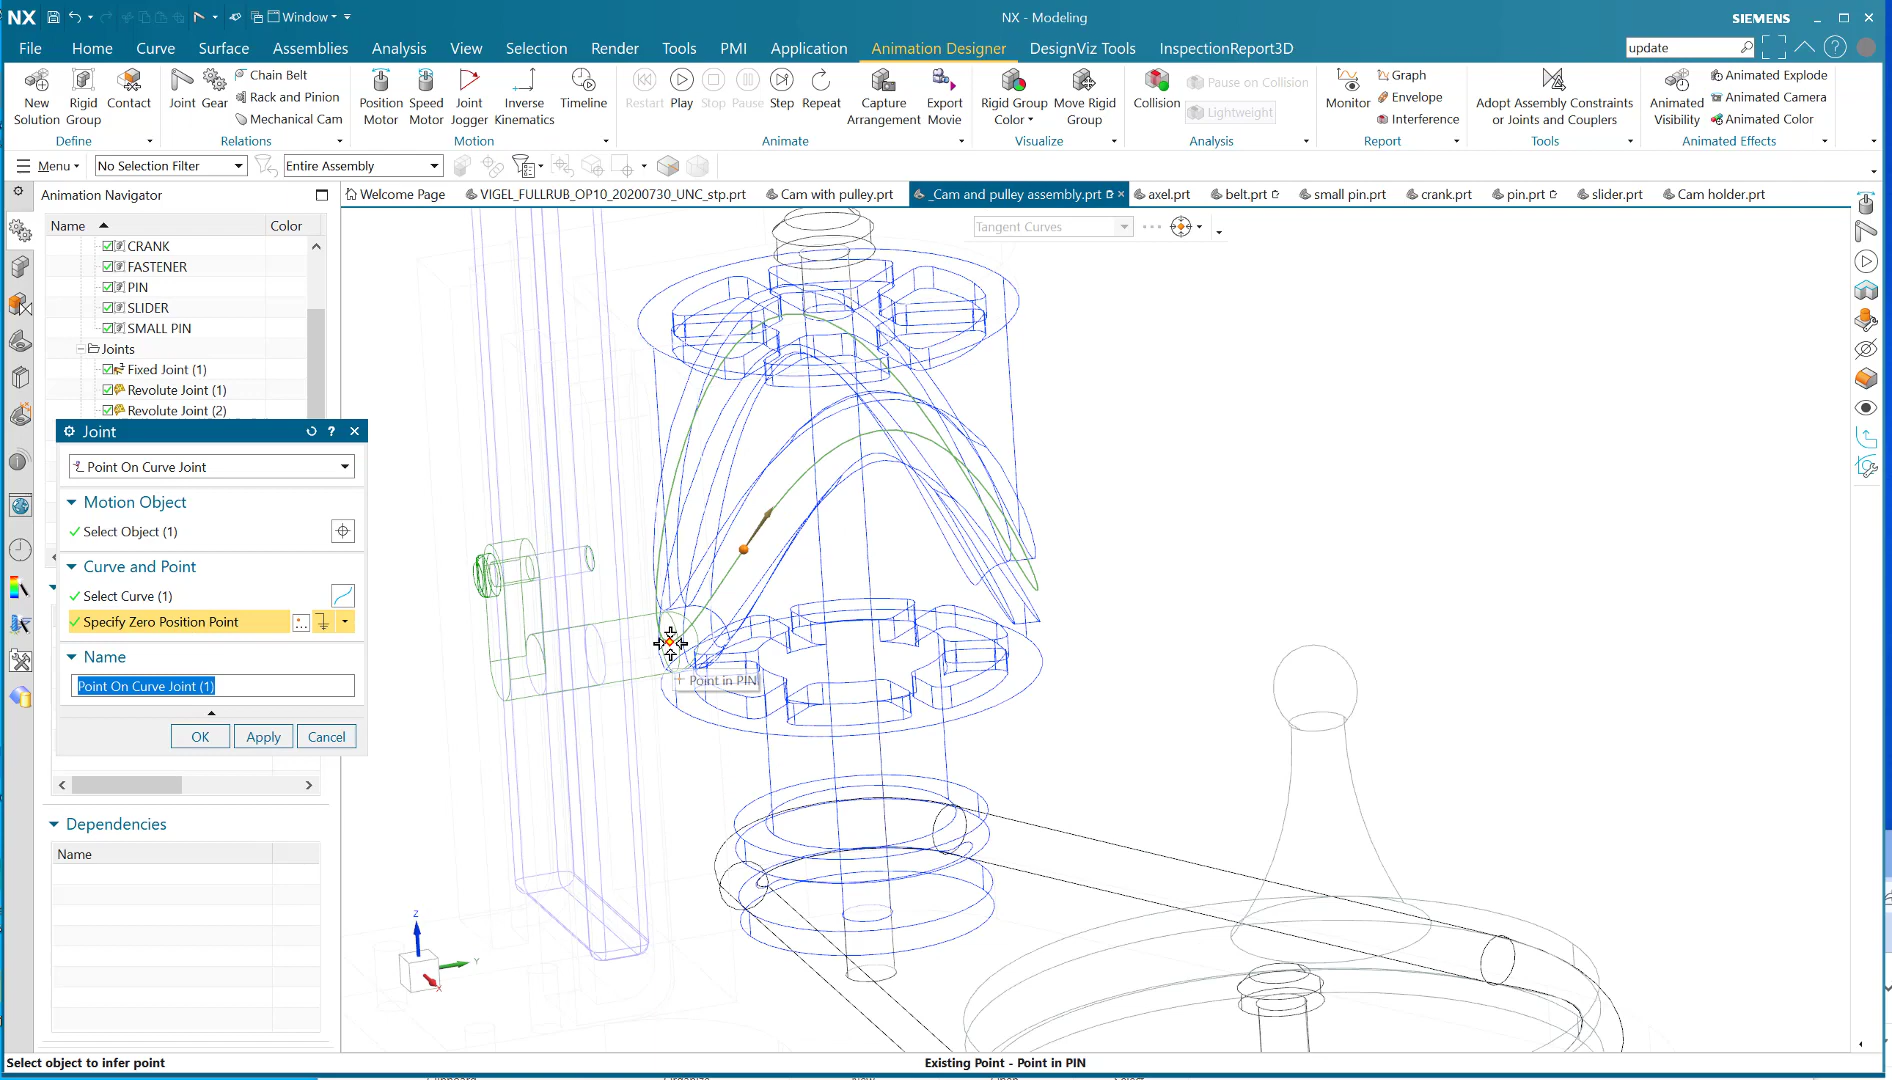 NX
Window
NX - Modeling
SIEMENS
File
Home
Curve
Surface
Assemblies
Analysis
View
Selection
Render
Tools
PMI
Application
Animation Designer
DesignViz Tools
InspectionReport3D
update
New Solution
Rigid Group
Contact
Define
Joint
Gear
Chain Belt
Rack and Pinion
Mechanical Cam
Relations
Position Motor
Speed Motor
Joint Jogger
Inverse Kinematics
Timeline
Motion
Restart
Play
Stop
Pause
Step
Repeat
Capture Arrangement
Export Movie
Animate
Rigid Group Color
Move Rigid Group
Visualize
Collision
Pause on Collision
Lightweight
Analysis
Monitor
Graph
Envelope
Interference
Report
Adopt Assembly Constraints or Joints and Couplers
Tools
Animated Visibility
Animated Explode
Animated Camera
Animated Color
Animated Effects
Menu
No Selection Filter
Entire Assembly
Animation Navigator
Welcome Page
VIGEL_FULLRUB_OP10_20200730_UNC_stp.prt
Cam with pulley.prt
_Cam and pulley assembly.prt
axel.prt
belt.prt
small pin.prt
crank.prt
pin.prt
slider.prt
Cam holder.prt
Name
Color
Tangent Curves
CRANK
FASTENER
PIN
SLIDER
SMALL PIN
Joints
Fixed Joint (1)
Revolute Joint (1)
Revolute Joint (2)
Joint
Point On Curve Joint
Motion Object
Select Object (1)
Curve and Point
Select Curve (1)
Specify Zero Position Point
Name
Point On Curve Joint (1)
OK
Apply
Cancel
Point in PIN
Dependencies
Name
Z
Y
X
Select object to infer point
Existing Point - Point in PIN